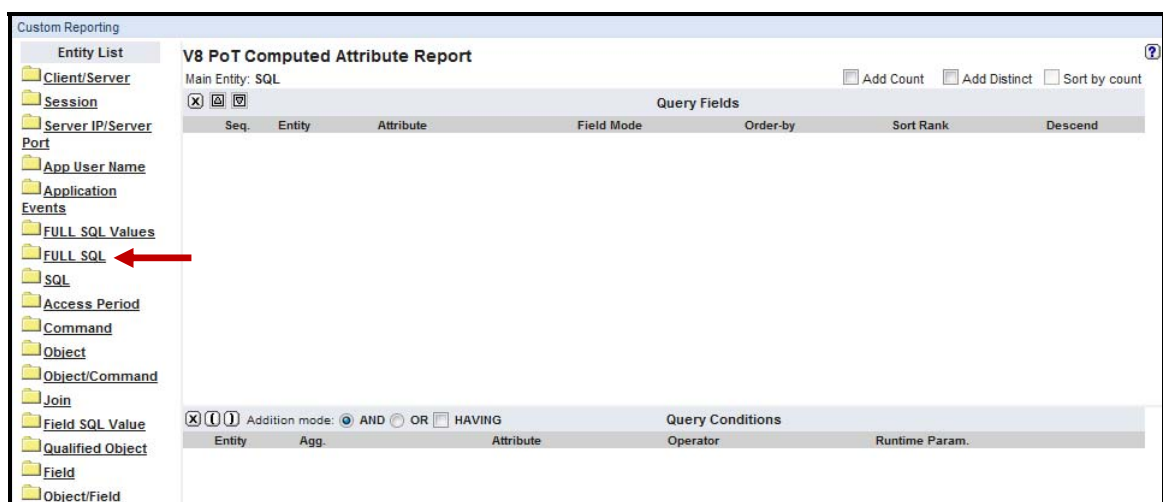 Custom Reporting
Entity List
Client/Server
Session
Server IP/Server
Port
App User Name
Application
Events
FULL SQL Values
FULL SQL
SQL
Access Period
Command
Object
Object/Command
Join
Field SQL Value
Qualified Object
Field
Object/Field
V8 PoT Computed Attribute Report
?
Main Entity: SQL
Add Count Add Distinct Sort by count
X Query Fields
Seq. Entity Attribute Field Mode Order-by Sort Rank Descend
X ( ) Addition mode: AND OR HAVING Query Conditions
Entity Agg. Attribute Operator Runtime Param.